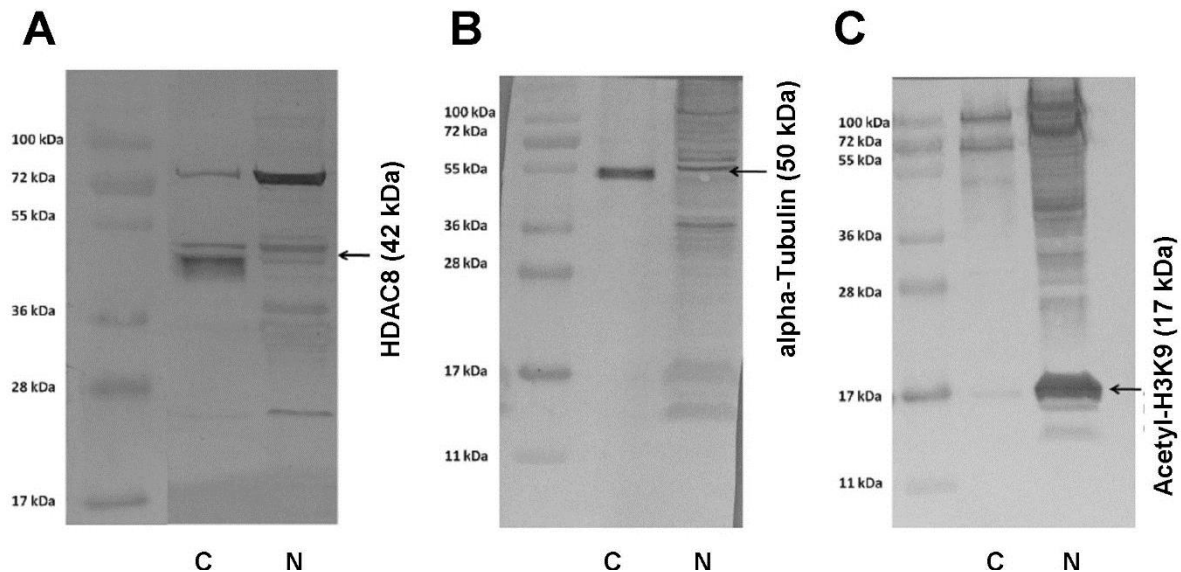 A
100 kDa
72 kDa
55 kDa
36 kDa
28 kDa
17 kDa
HDAC8 (42 kDa)
C N
B
100 kDa
72 kDa
55 kDa
36 kDa
28 kDa
17 kDa
11 kDa
alpha-Tubulin (50 kDa)
C N
C
100 kDa
72 kDa
55 kDa
36 kDa
28 kDa
17 kDa
11 kDa
Acetyl-H3K9 (17 kDa)
C N